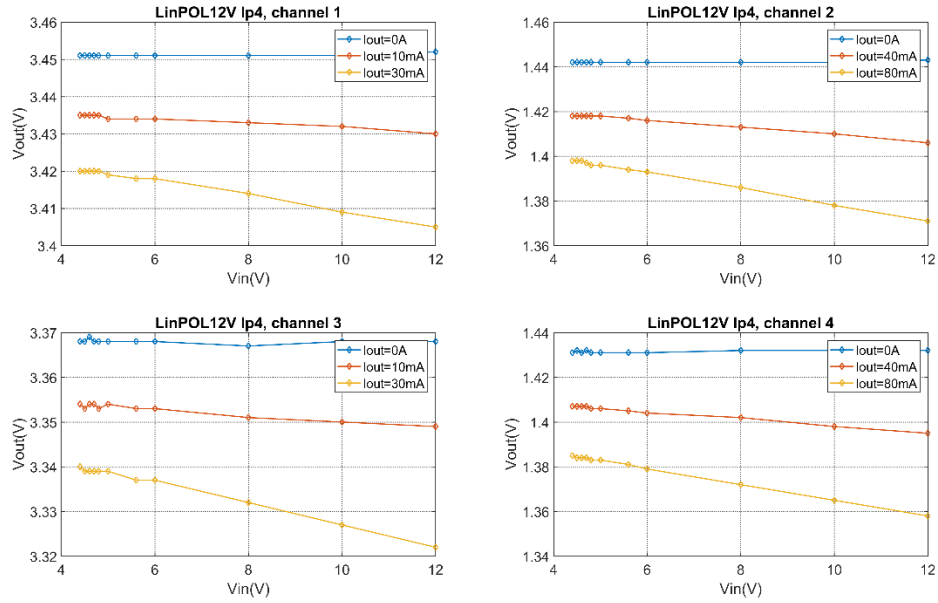 LinPOL12V lp4, channel 1
3.46
3.45
3.44
3.43
3.42
3.41
3.4
Vout(V)
4
6
8
10
12
Vin(V)
Iout=0A
Iout=10mA
Iout=30mA
LinPOL12V lp4, channel 2
1.46
1.44
1.42
1.4
1.38
1.36
Vout(V)
4
6
8
10
12
Vin(V)
Iout=0A
Iout=40mA
Iout=80mA
LinPOL12V lp4, channel 3
3.37
3.36
3.35
3.34
3.33
3.32
Vout(V)
4
6
8
10
12
Vin(V)
Iout=0A
Iout=10mA
Iout=30mA
LinPOL12V lp4, channel 4
1.44
1.42
1.4
1.38
1.36
1.34
Vout(V)
4
6
8
10
12
Vin(V)
Iout=0A
Iout=40mA
Iout=80mA